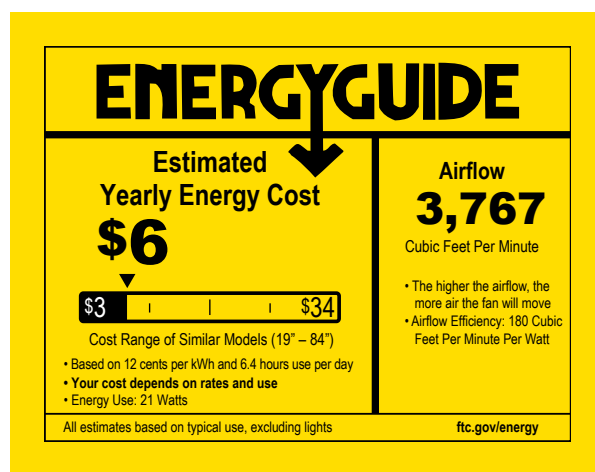 ENERGYGUIDE
Estimated
Yearly Energy Cost
$6
$3
$34
Cost Range of Similar Models (19” – 84”)
• Based on 12 cents per kWh and 6.4 hours use per day
• Your cost depends on rates and use
• Energy Use: 21 Watts
Airflow
3,767
Cubic Feet Per Minute
• The higher the airflow, the
more air the fan will move
• Airflow Efficiency: 180 Cubic
Feet Per Minute Per Watt
All estimates based on typical use, excluding lights
ftc.gov/energy